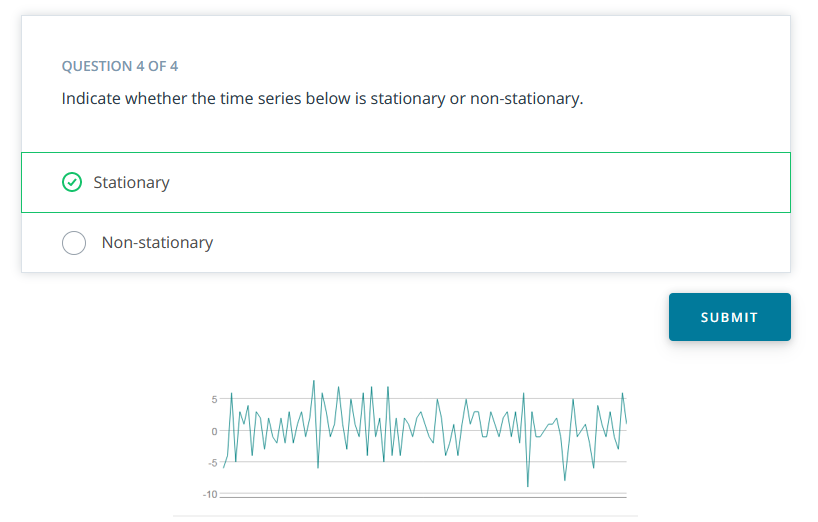 QUESTION 4 OF 4
Indicate whether the time series below is stationary or non-stationary.
Stationary
Non-stationary
SUBMIT
5
0
-5
-10